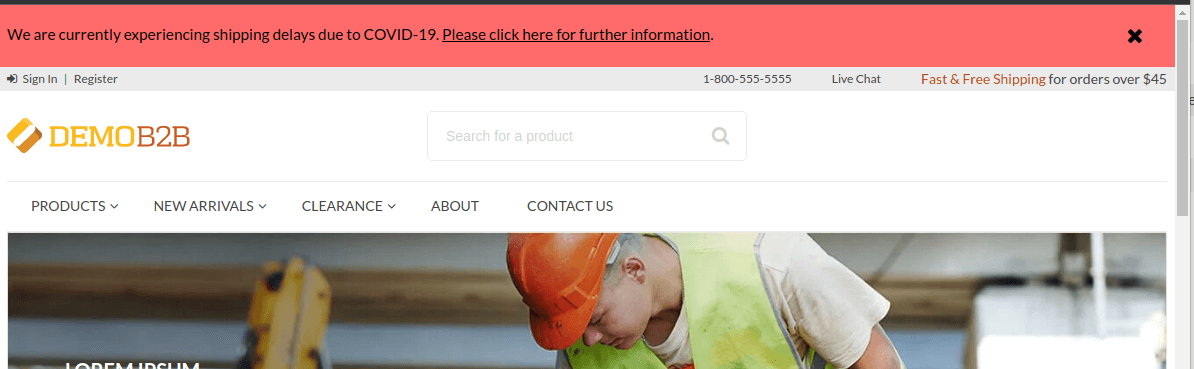 We are currently experiencing shipping delays due to COVID-19. Please click here for further information.
Sign In | Register
1-800-555-5555
Live Chat
Fast & Free Shipping for orders over $45
DEMOB2B
Search for a product
PRODUCTS
NEW ARRIVALS
CLEARANCE
ABOUT
CONTACT US
LOREM IPSUM